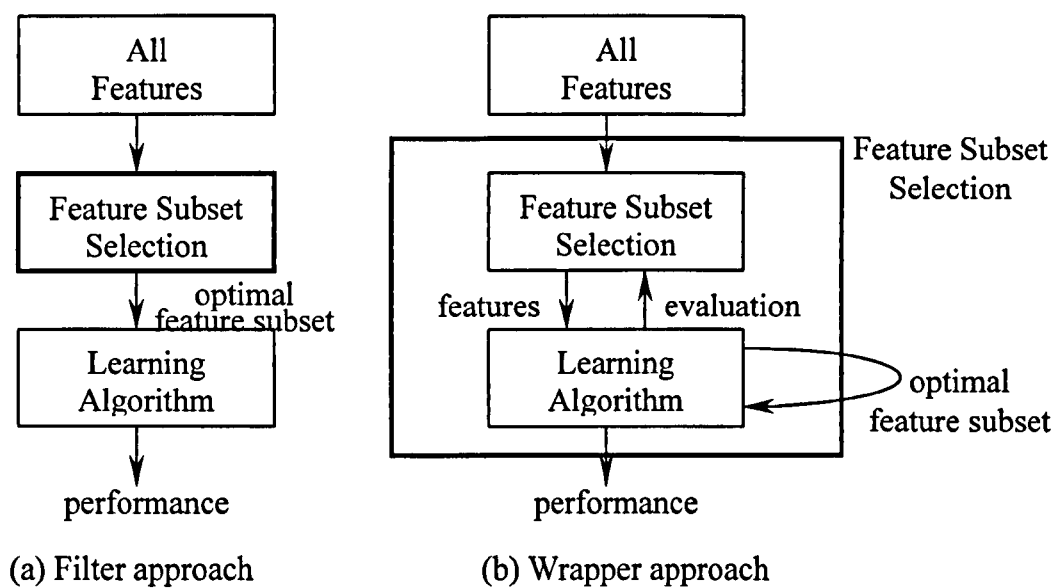 All
Features
Feature Subset
Selection
optimal
feature subset
Learning
Algorithm
performance
(a) Filter approach
All
Features
Feature Subset
Selection
Feature Subset
Selection
features
evaluation
Learning
Algorithm
optimal
feature subset
performance
(b) Wrapper approach